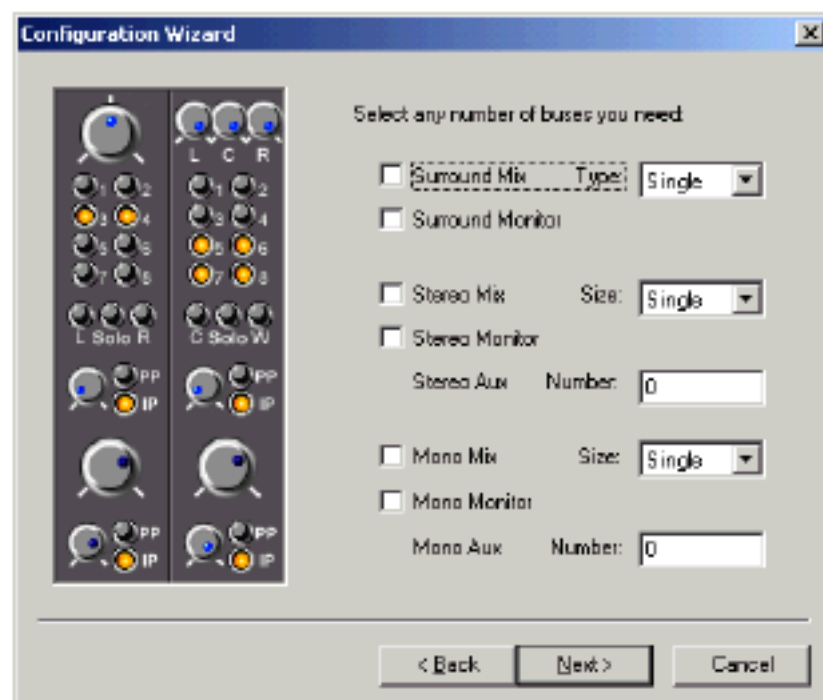 Configuration Wizard
Select any number of buses you need:
Surround Mix Type: Single
Surround Monitor
Stereo Mix Size: Single
Stereo Monitor
Stereo Aux Number: 0
Mono Mix Size: Single
Mono Monitor
Mono Aux Number: 0
L C R
1 2 1 2
3 4 3 4
5 6 5 6
7 8 7 8
L Solo R C Solo W
PP PP
IP IP
PP PP
IP IP
< Back Next > Cancel